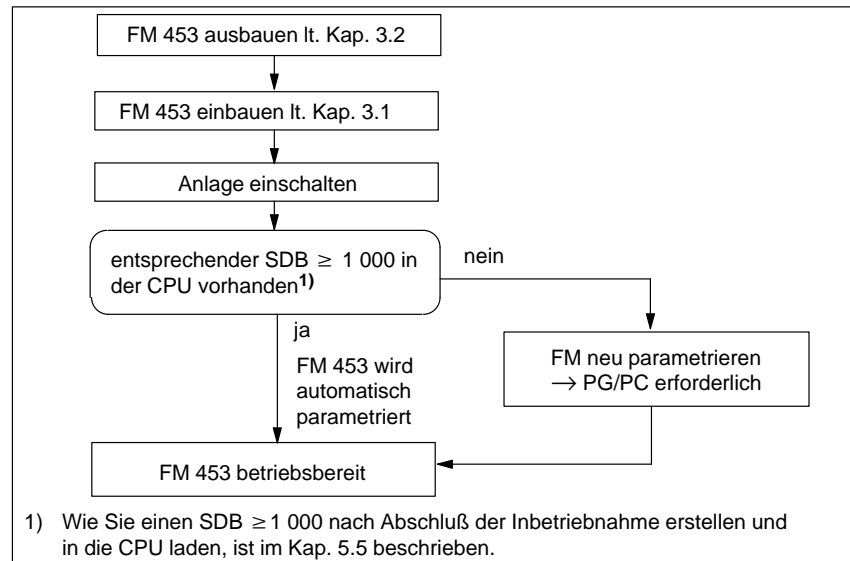 FM 453 ausbauen lt. Kap. 3.2
FM 453 einbauen lt. Kap. 3.1
Anlage einschalten
entsprechender SDB ≥ 1 000 in
der CPU vorhanden1)
nein
ja
FM 453 wird
automatisch
parametriert
FM neu parametrieren
→ PG/PC erforderlich
FM 453 betriebsbereit
1) Wie Sie einen SDB ≥ 1 000 nach Abschluß der Inbetriebnahme erstellen und
in die CPU laden, ist im Kap. 5.5 beschrieben.